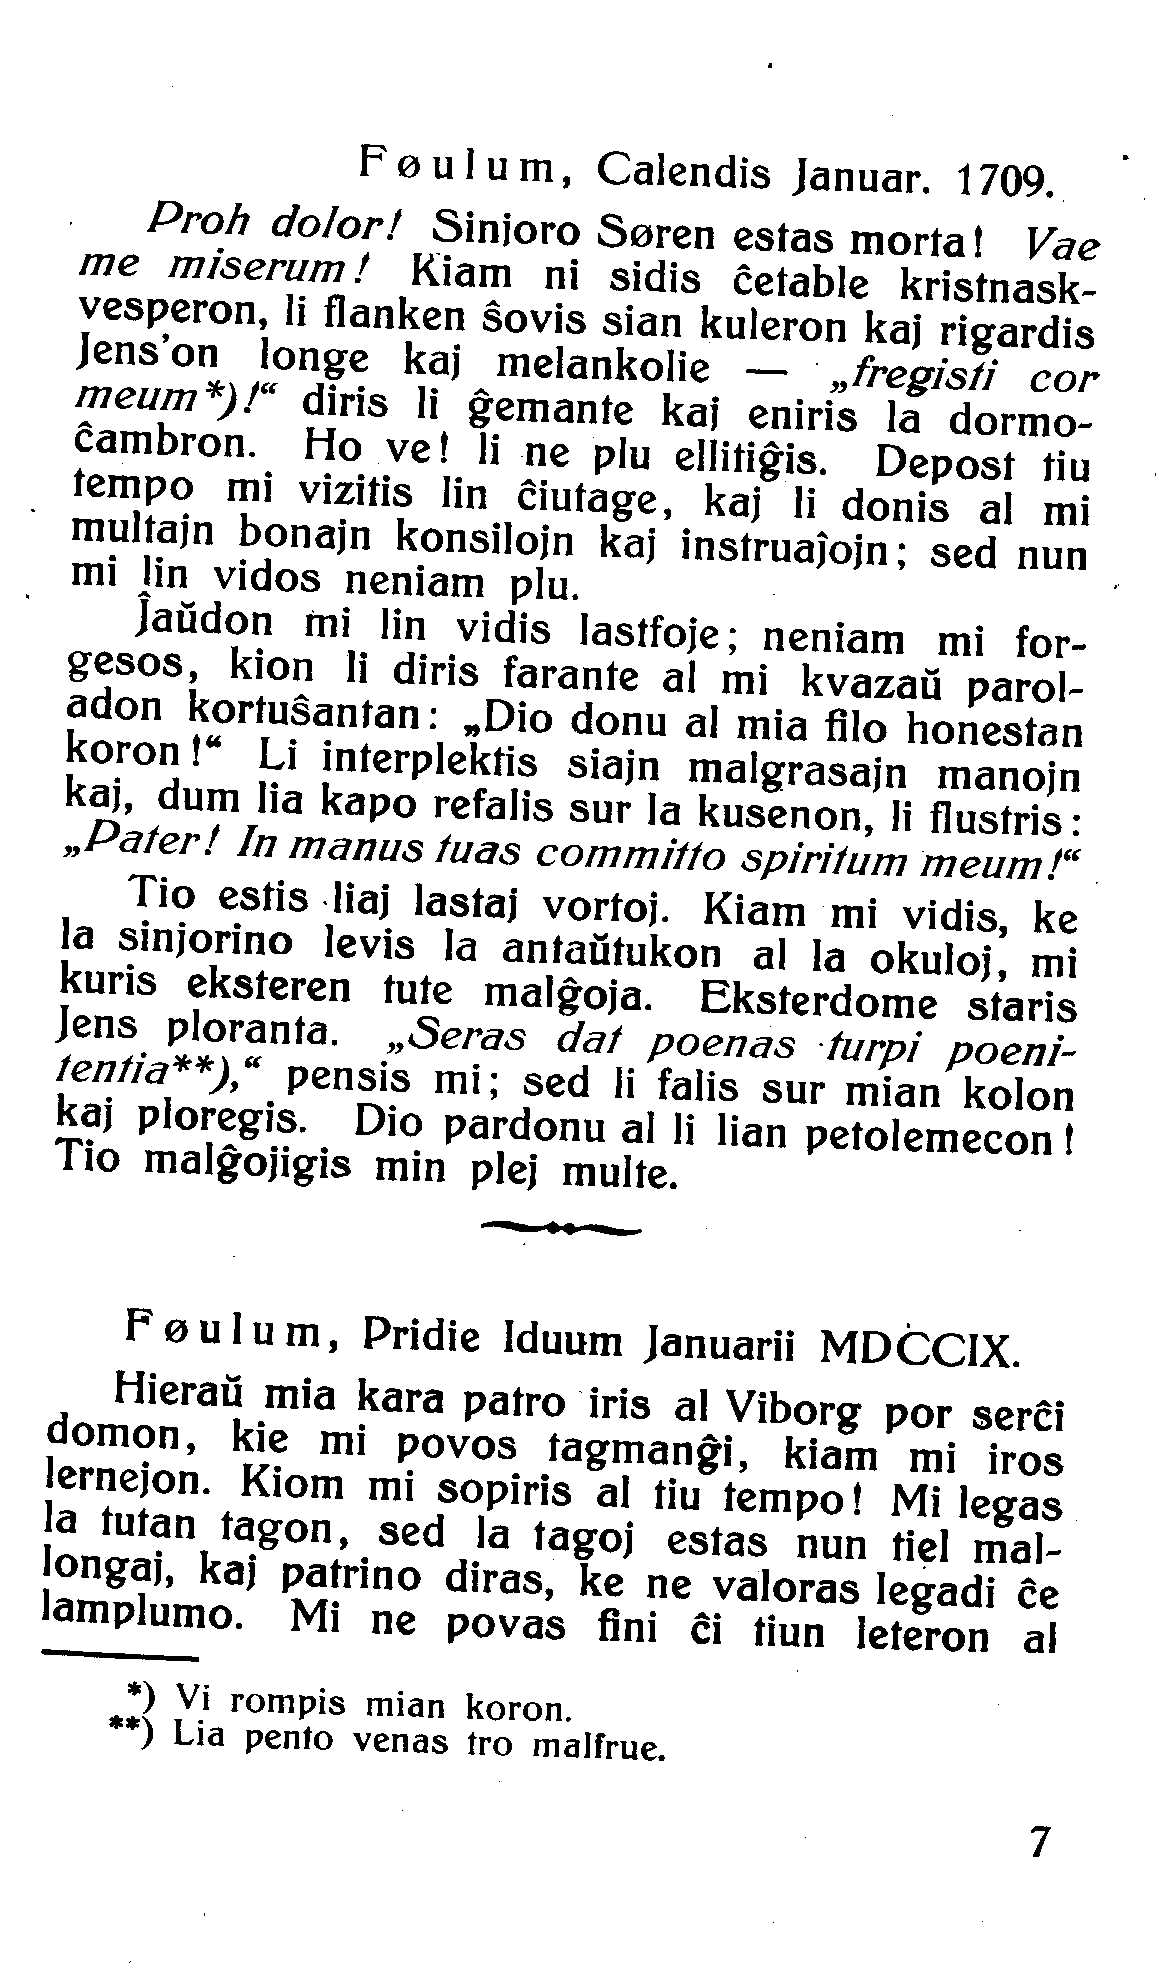 Føulum, Calendis Januar. 1709.
Proh dolor! Sinjoro Søren estas morta! Vae
me miserum! Kiam ni sidis ĉetable kristnask-
vesperon, li flanken ŝovis sian kuleron kaj rigardis
Jens'on longe kaj melankolie — „fregisti cor
meum*)!“ diris li ĝemante kaj eniris la dormo-
ĉambron. Ho ve! li ne plu ellitiĝis. Depost tiu
tempo mi vizitis lin ĉiutage, kaj li donis al mi
multajn bonajn konsilojn kaj instruaĵojn; sed nun
mi lin vidos neniam plu.
Ĵaŭdon mi lin vidis lastfoje; neniam mi for-
gesos, kion li diris farante al mi kvazaŭ parol-
adon kortuŝantan: „Dio donu al mia filo honestan
koron!“ Li interplektis siajn malgrasajn manojn
kaj, dum lia kapo refalis sur la kusenon, li flustris:
„Pater! In manus tuas committo spiritum meum!“
Tio estis liaj lastaj vortoj. Kiam mi vidis, ke
la sinjorino levis la antaŭtukon al la okuloj, mi
kuris eksteren tute malĝoja. Eksterdome staris
Jens ploranta. „Seras dat poenas turpi poeni-
tentia**),“ pensis mi; sed li falis sur mian kolon
kaj ploregis. Dio pardonu al li lian petolemecon!
Tio malĝojigis min plej multe.
Føulum, Pridie Iduum Januarii MDCCIX.
Hieraŭ mia kara patro iris al Viborg por serĉi
domon, kie mi povos tagmanĝi, kiam mi iros
lernejon. Kiom mi sopiris al tiu tempo! Mi legas
la tutan tagon, sed la tagoj estas nun tiel mal-
longaj, kaj patrino diras, ke ne valoras legadi ĉe
lamplumo. Mi ne povas fini ĉi tiun leteron al
*) Vi rompis mian koron.
**) Lia pento venas tro malfrue.
7